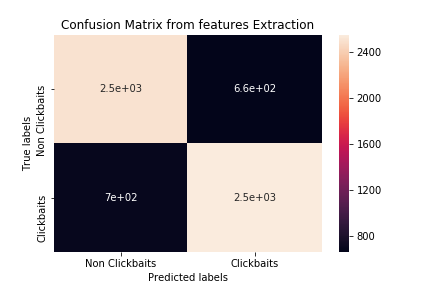 Confusion Matrix from features Extraction
True labels
Non Clickbaits
Clickbaits
2.5e+03 6.6e+02
7e+02 2.5e+03
Non Clickbaits Clickbaits
Predicted labels
2400
2000
1600
1200
800